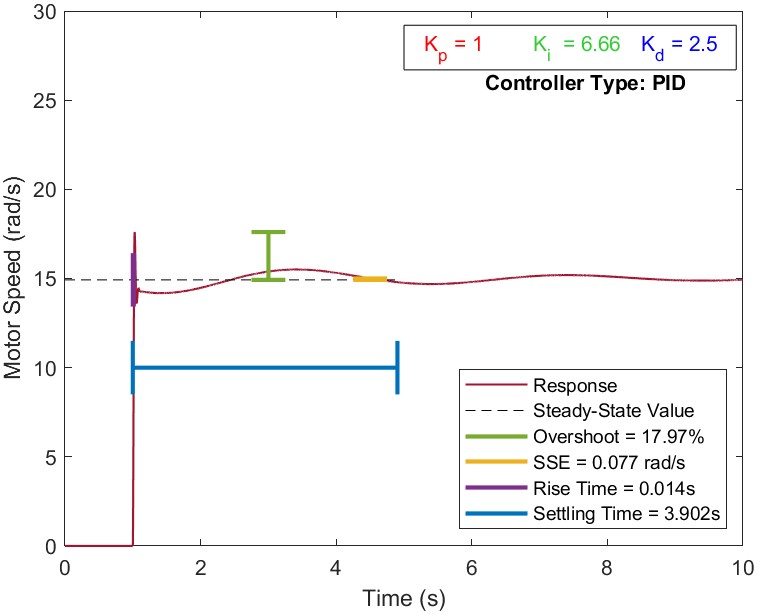 30
25
20
15
10
5
0
Motor Speed (rad/s)
K_p = 1 K_i = 6.66 K_d = 2.5
Controller Type: PID
Response
Steady-State Value
Overshoot = 17.97%
SSE = 0.077 rad/s
Rise Time = 0.014s
Settling Time = 3.902s
0 2 4 6 8 10
Time (s)